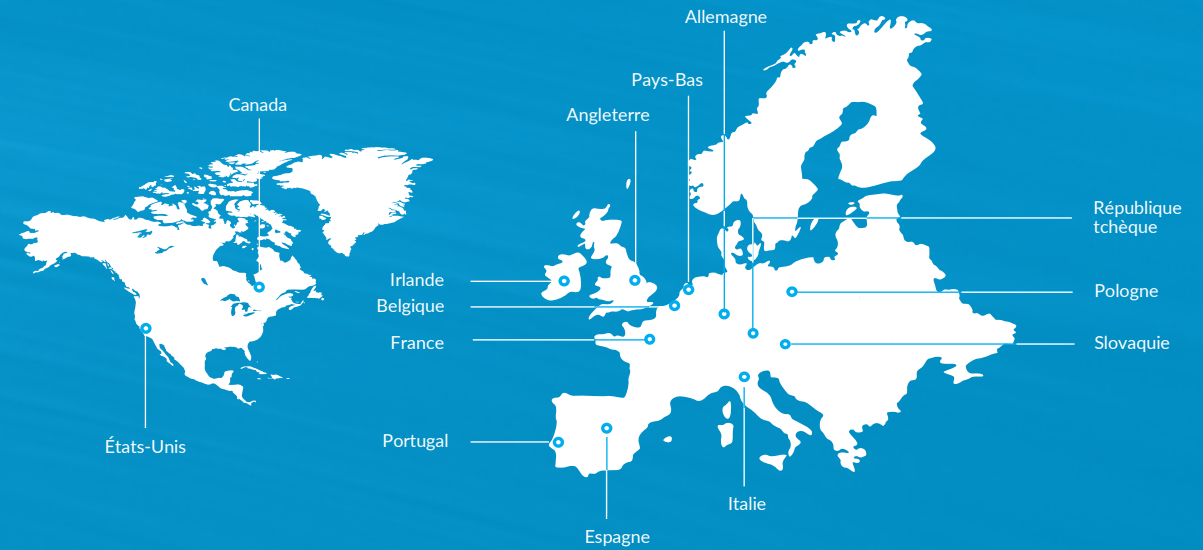 Allemagne
Pays-Bas
Canada
Angleterre
République
tchèque
Irlande
Belgique
Pologne
France
Slovaquie
Portugal
États-Unis
Italie
Espagne